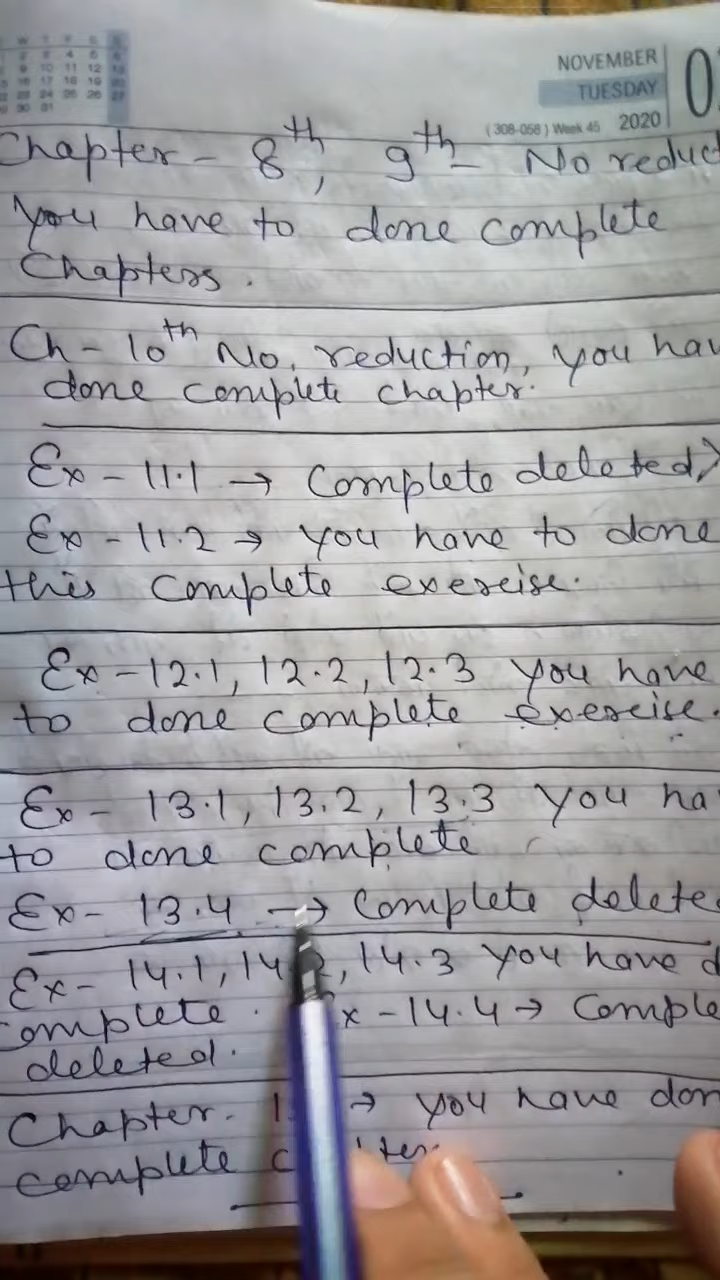 NOVEMBER
TUESDAY
(308-058) Week 45 2020
Chapter - 8th, 9th - No reduct
You have to done complete
Chapters.
Ch - 10th No, reduction, you hav
done complete chapter.
Ex - 11.1 → Complete deleted,
Ex - 11.2 → You have to done
this complete exercise.
Ex - 12.1, 12.2, 12.3 you have
to done complete exercise.
Ex - 13.1, 13.2, 13.3 you ha
to done complete
Ex - 13.4 → Complete delete
Ex - 14.1, 14.2, 14.3 you have d
complete. Ex - 14.4 → Comple
deleted.
Chapter - → you have don
complete